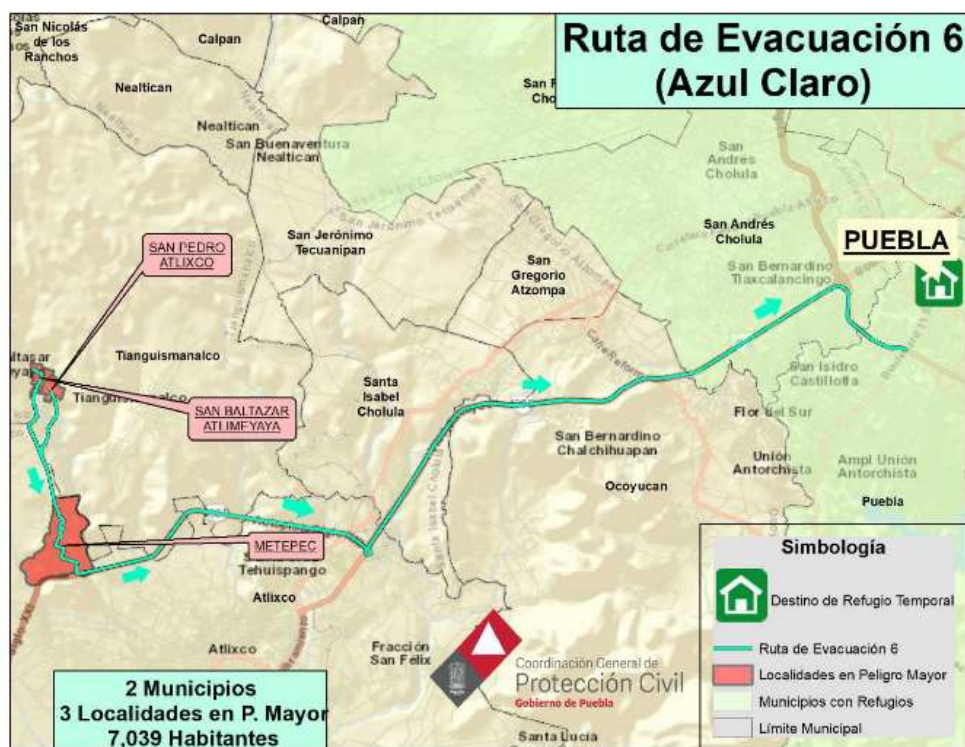 Ruta de Evacuación 6
(Azul Claro)
San Nicolás
de los
Ranchos
Calpan
Calpan
Nealtican
Nealtican
San Buenaventura
Nealtican
San
Andrés
Cholula
San Jerónimo
Tecuanipan
San Andrés
Cholula
PUEBLA
SAN PEDRO
ATLIXCO
San
Gregorio
Atzompa
San Bernardino
Tlaxcalancingo
Tianguismanalco
Tianguismanalco
SAN BALTAZAR
ATLIMEYAYA
Santa
Isabel
Cholula
San Isidro
Castillotla
Flor del Sur
San Bernardino
Chalchihuapan
Unión
Antorchista
Ampl Unión
Antorchista
Ocoyucan
Puebla
METEPEC
Tehuispango
Atlixco
Atlixco
Fracción
San Félix
Santa Lucía
Coordinación General de
Protección Civil
Gobierno de Puebla
2 Municipios
3 Localidades en P. Mayor
7,039 Habitantes
Simbología
Destino de Refugio Temporal
Ruta de Evacuación 6
Localidades en Peligro Mayor
Municipios con Refugios
Límite Municipal